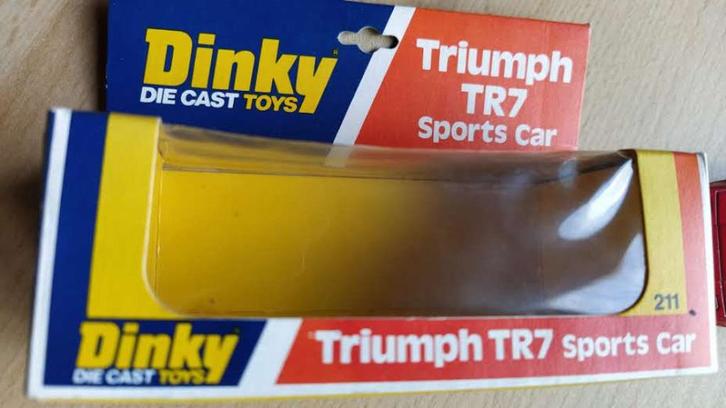 Dinky
DIE CAST TOYS
Triumph
TR7
Sports Car
211
Dinky
DIE CAST TOYS
Triumph TR7 Sports Car